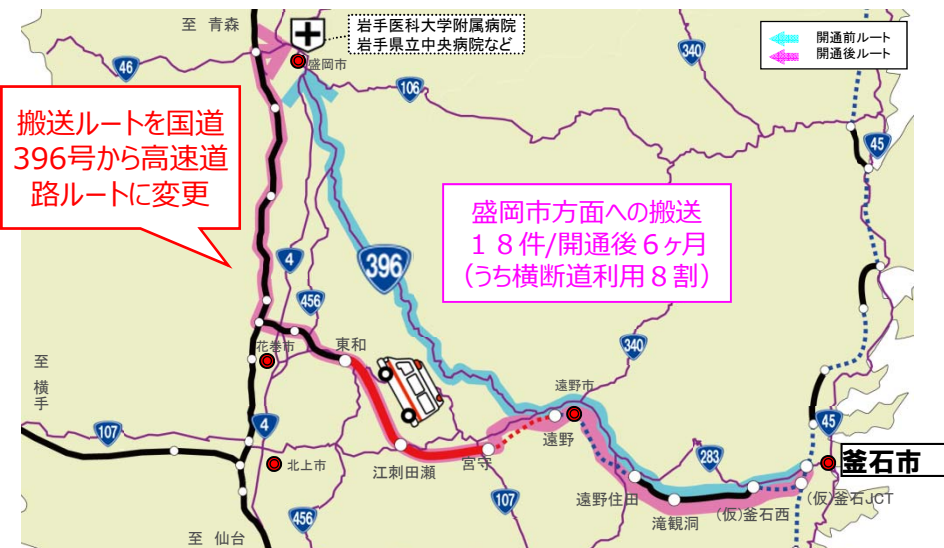 至 青森
岩手医科大学附属病院
岩手県立中央病院など
開通前ルート
開通後ルート
盛岡市
46
106
340
45
搬送ルートを国道
396号から高速道
路ルートに変更
盛岡市方面への搬送
18件/開通後6ヶ月
(うち横断道利用8割)
4
396
456
花巻市
東和
340
至
横
手
遠野市
107
4
遠野
45
北上市
江刺田瀬
宮守
283
釜石市
456
107
遠野住田
滝観洞
(仮)釜石西
(仮)釜石JCT
至 仙台